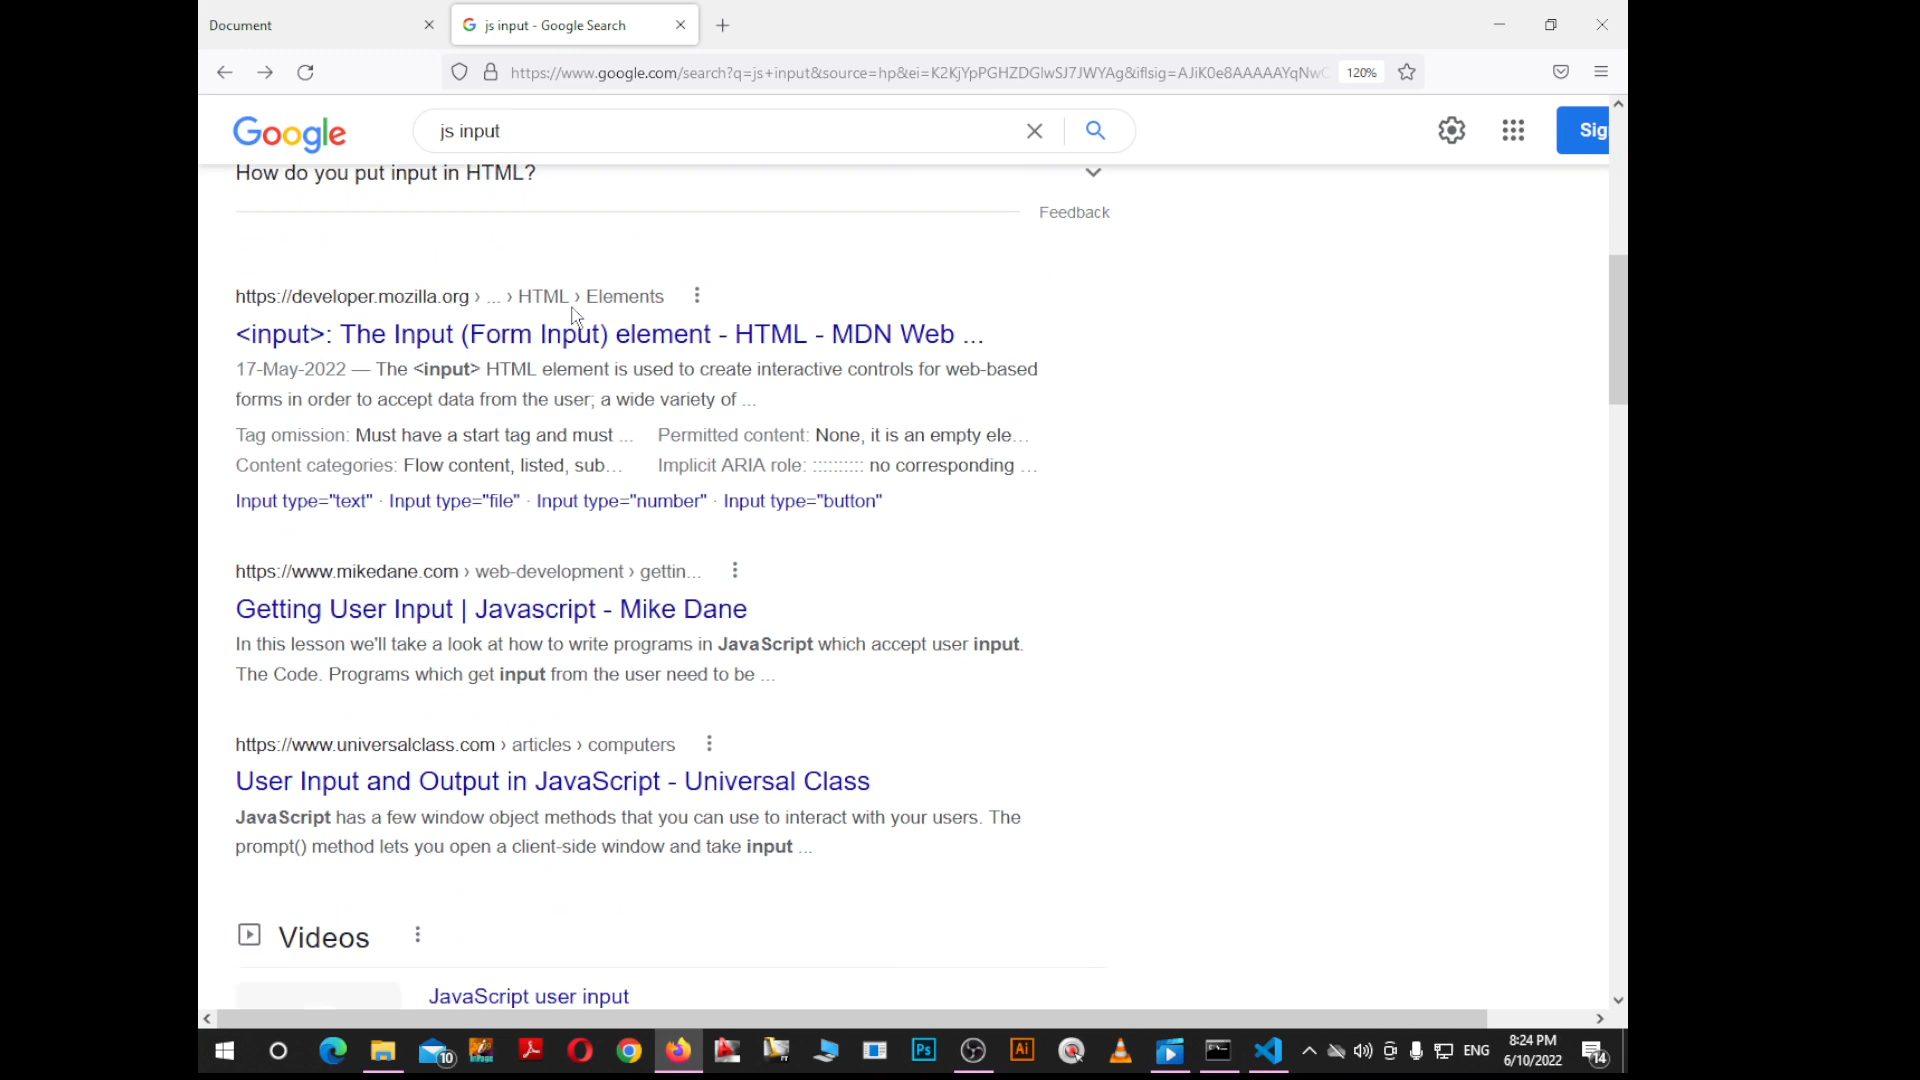 Document
js input - Google Search
https://www.google.com/search?q=js+input&source=hp&ei=K2KjYpPGHZDGlwSJ7JWYAg&iflsig=AJiK0e8AAAAAYqNwC
120%
Google
js input
Sig
How do you put input in HTML?
Feedback
https://developer.mozilla.org › ... › HTML › Elements
<input>: The Input (Form Input) element - HTML - MDN Web ...
17-May-2022 — The <input> HTML element is used to create interactive controls for web-based
forms in order to accept data from the user; a wide variety of ...
Tag omission: Must have a start tag and must ... Permitted content: None, it is an empty ele...
Content categories: Flow content, listed, sub... Implicit ARIA role: :::::::::: no corresponding ...
Input type="text" · Input type="file" · Input type="number" · Input type="button"
https://www.mikedane.com › web-development › gettin...
Getting User Input | Javascript - Mike Dane
In this lesson we'll take a look at how to write programs in JavaScript which accept user input.
The Code. Programs which get input from the user need to be ...
https://www.universalclass.com › articles › computers
User Input and Output in JavaScript - Universal Class
JavaScript has a few window object methods that you can use to interact with your users. The
prompt() method lets you open a client-side window and take input ...
Videos
JavaScript user input
10
Ps
Ai
ENG
8:24 PM
6/10/2022
14